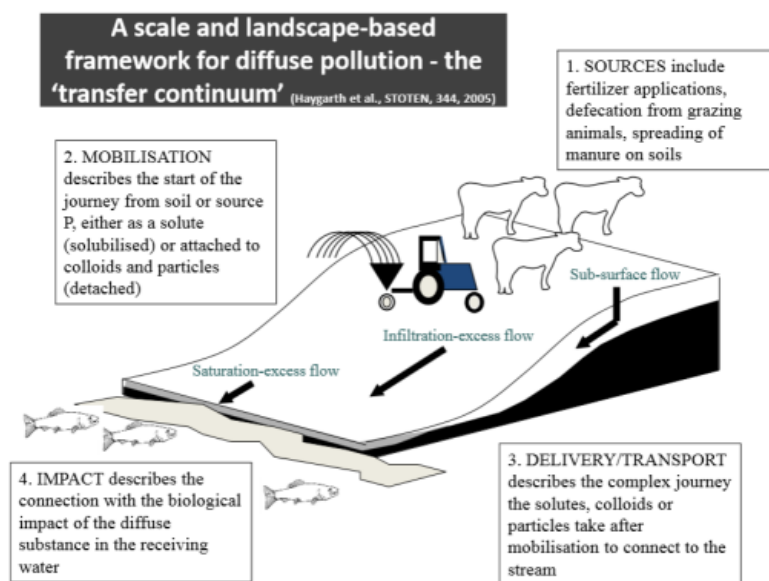 A scale and landscape-based
framework for diffuse pollution - the
‘transfer continuum’ (Haygarth et al., STOTEN, 344, 2005)
1. SOURCES include
fertilizer applications,
defecation from grazing
animals, spreading of
manure on soils
2. MOBILISATION
describes the start of the
journey from soil or source
P, either as a solute
(solubilised) or attached to
colloids and particles
(detached)
Sub-surface flow
Infiltration-excess flow
Saturation-excess flow
4. IMPACT describes the
connection with the biological
impact of the diffuse
substance in the receiving
water
3. DELIVERY/TRANSPORT
describes the complex journey
the solutes, colloids or
particles take after
mobilisation to connect to the
stream